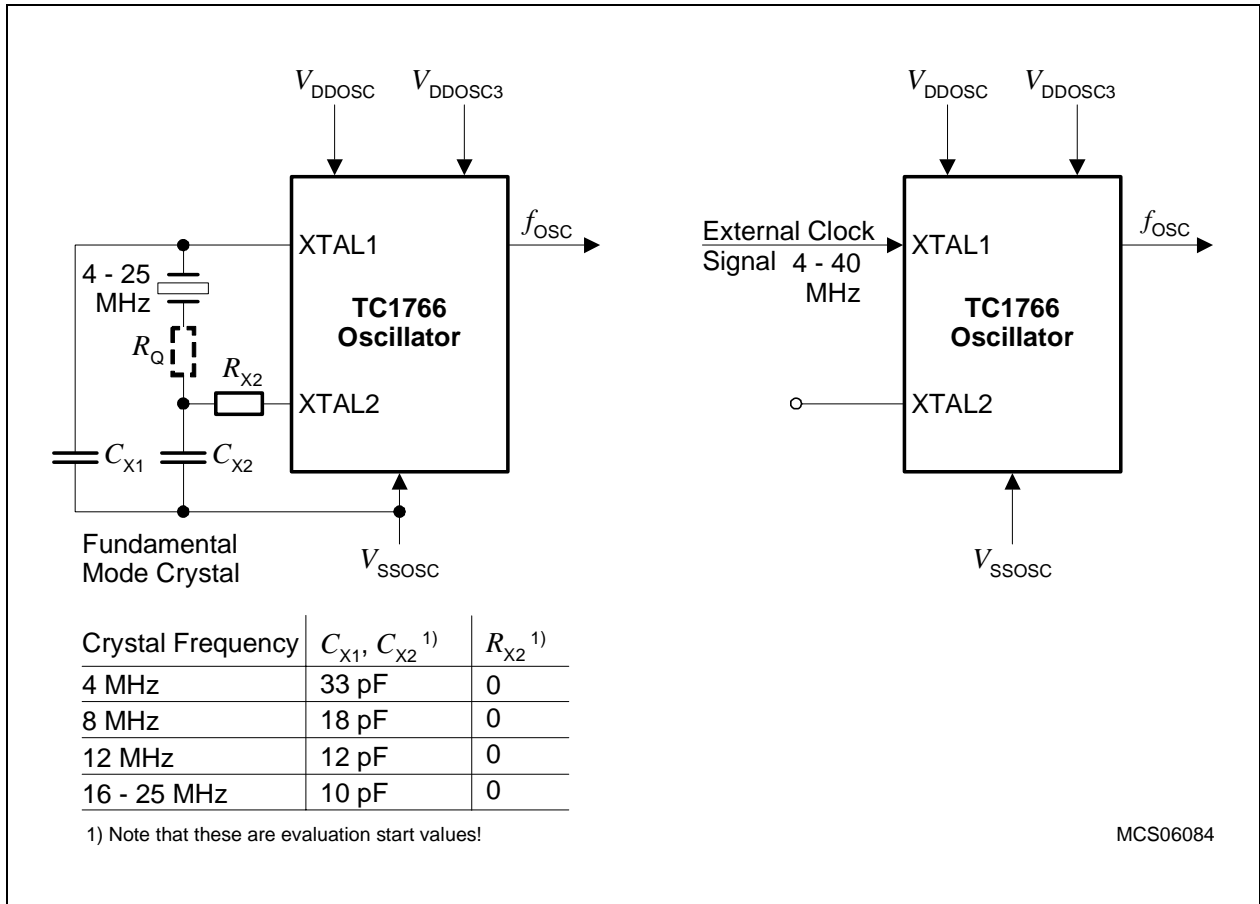 VDDOSC VDDOSC3
XTAL1
fOSC
4 - 25
MHz
TC1766
Oscillator
RQ
RX2
XTAL2
CX1
CX2
Fundamental
Mode Crystal
VSSOSC
VDDOSC VDDOSC3
External Clock
Signal 4 - 40
MHz
XTAL1
fOSC
TC1766
Oscillator
XTAL2
VSSOSC
Crystal Frequency CX1, CX2 1) RX2 1)
4 MHz 33 pF 0
8 MHz 18 pF 0
12 MHz 12 pF 0
16 - 25 MHz 10 pF 0
1) Note that these are evaluation start values!
MCS06084